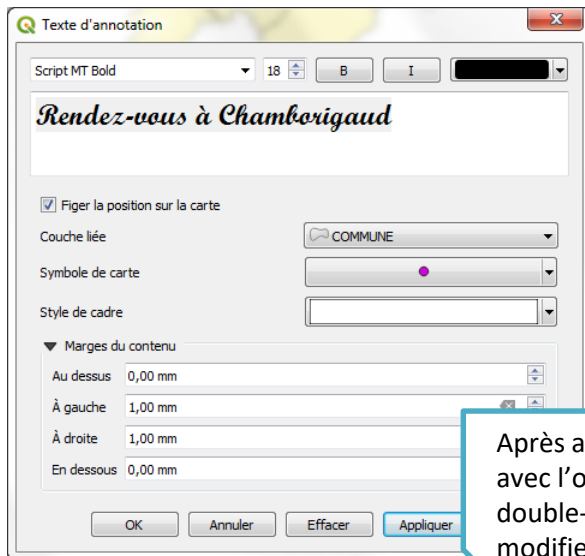 Texte d'annotation
Script MT Bold 18 B I
Rendez-vous à Chamborigaud
Figer la position sur la carte
Couche liée COMMUNE
Symbole de carte
Style de cadre
Marges du contenu
Au dessus 0,00 mm
À gauche 1,00 mm
À droite 1,00 mm
En dessous 0,00 mm
OK Annuler Effacer Appliquer
Après a
avec l'o
double-
modifie